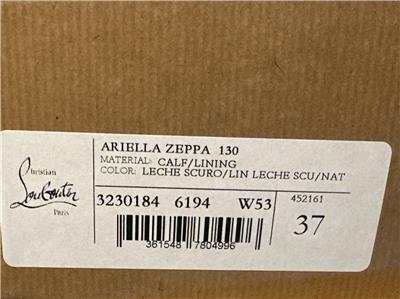 Christian
Louboutin
Paris
ARIELLA ZEPPA 130
MATERIAL: CALF/LINING
COLOR: LECHE SCURO/LIN LECHE SCU/NAT
3230184 6194 W53
452161
37
361548 7804996